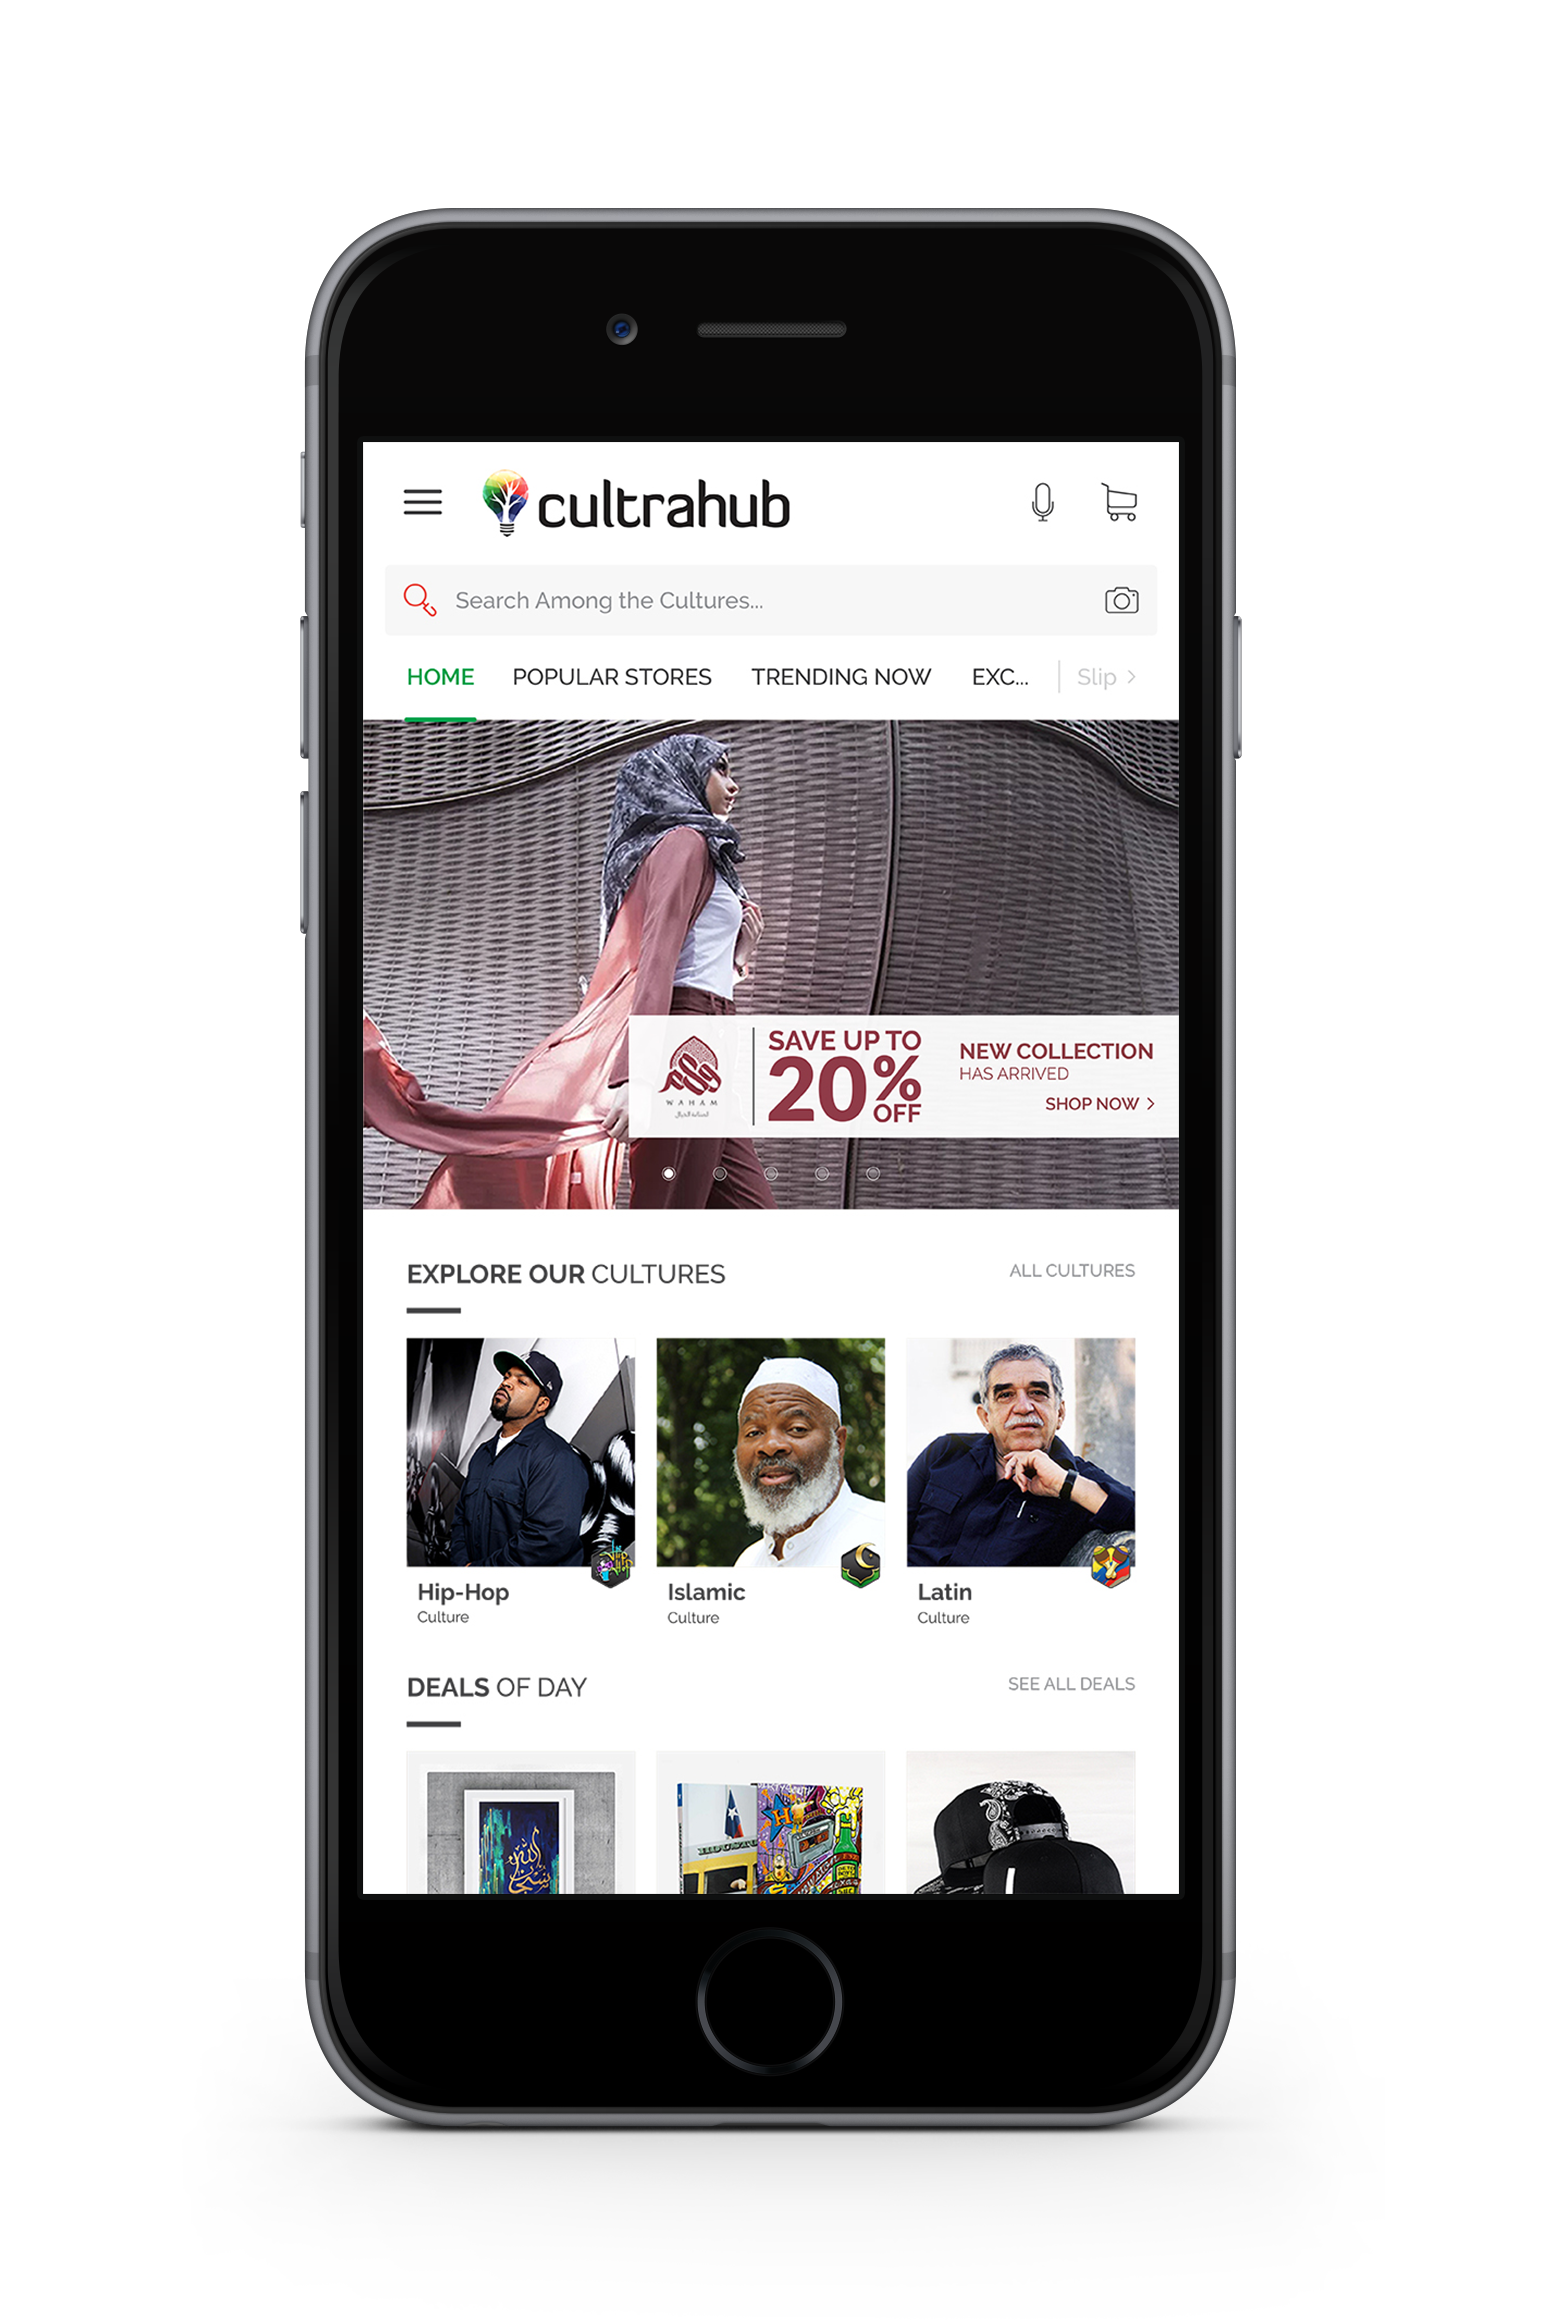 cultrahub
Search Among the Cultures...
HOME
POPULAR STORES
TRENDING NOW
EXC...
Slip
WAHAM
SAVE UP TO
20%
OFF
NEW COLLECTION
HAS ARRIVED
SHOP NOW
EXPLORE OUR CULTURES
ALL CULTURES
Hip-Hop
Culture
Islamic
Culture
Latin
Culture
DEALS OF DAY
SEE ALL DEALS